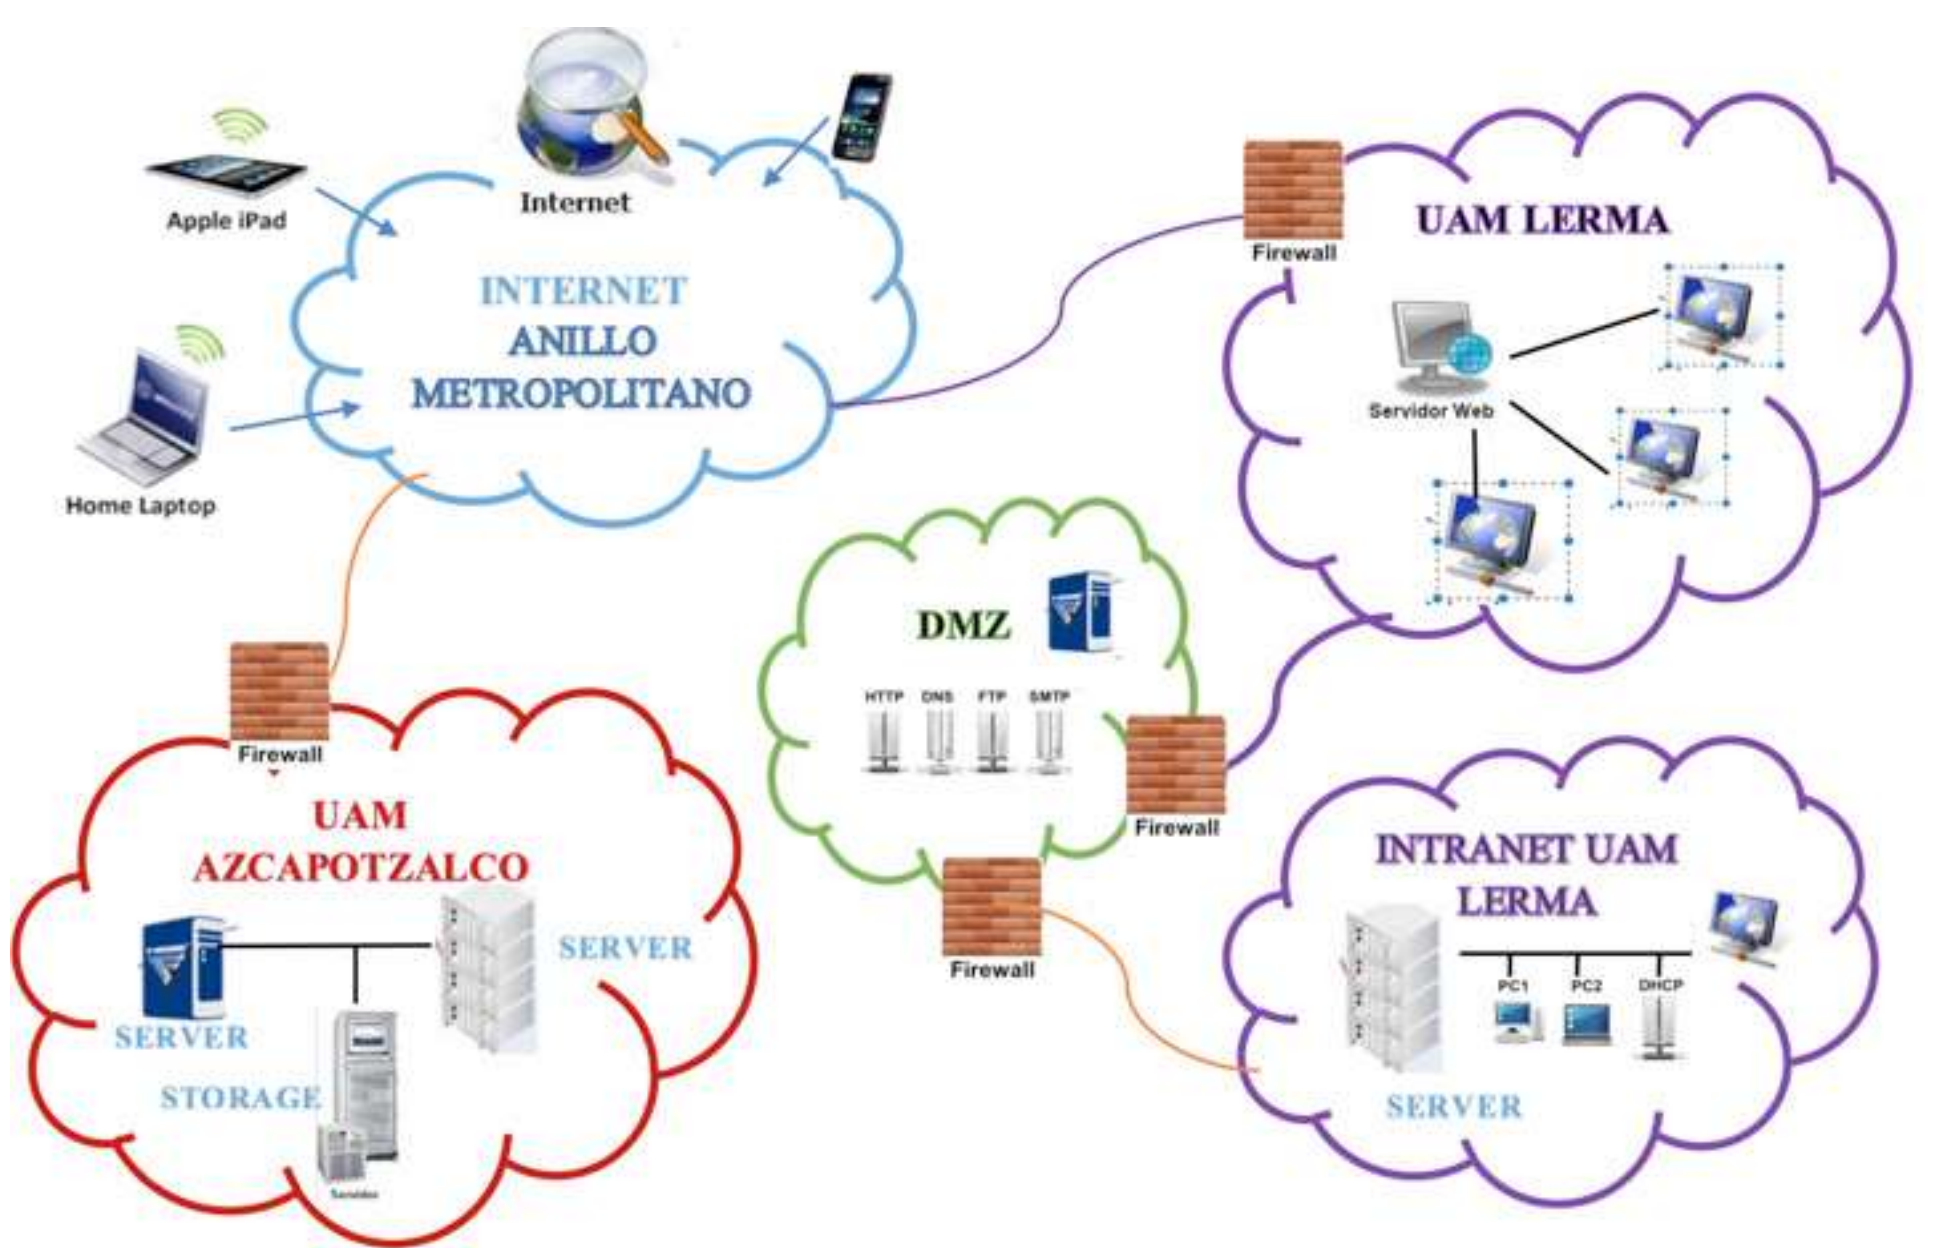 Internet
Apple iPad
INTERNET
ANILLO
METROPOLITANO
Home Laptop
Firewall
UAM LERMA
Servidor Web
DMZ
HTTP DNS FTP SMTP
Firewall
Firewall
Firewall
UAM
AZCAPOTZALCO
SERVER
SERVER
STORAGE
Servidor
INTRANET UAM
LERMA
PC1 PC2 DHCP
SERVER